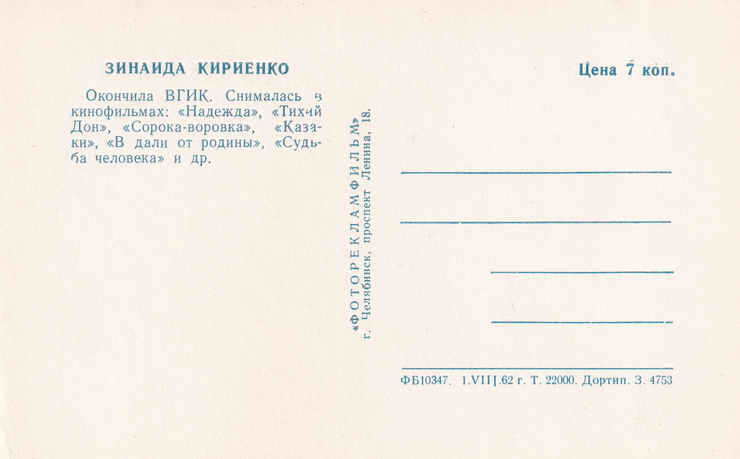 ЗИНАИДА КИРИЕНКО
Окончила ВГИК. Снималась в
кинофильмах: «Надежда», «Тихий
Дон», «Сорока-воровка», «Каза-
ки», «В дали от родины», «Судь-
ба человека» и др.
«ФОТОРЕКЛАМФИЛЬМ»
г. Челябинск, проспект Ленина, 18.
Цена 7 коп.
ФБ10347. 1.VIII.62 г. Т. 22000. Дортип. З. 4753